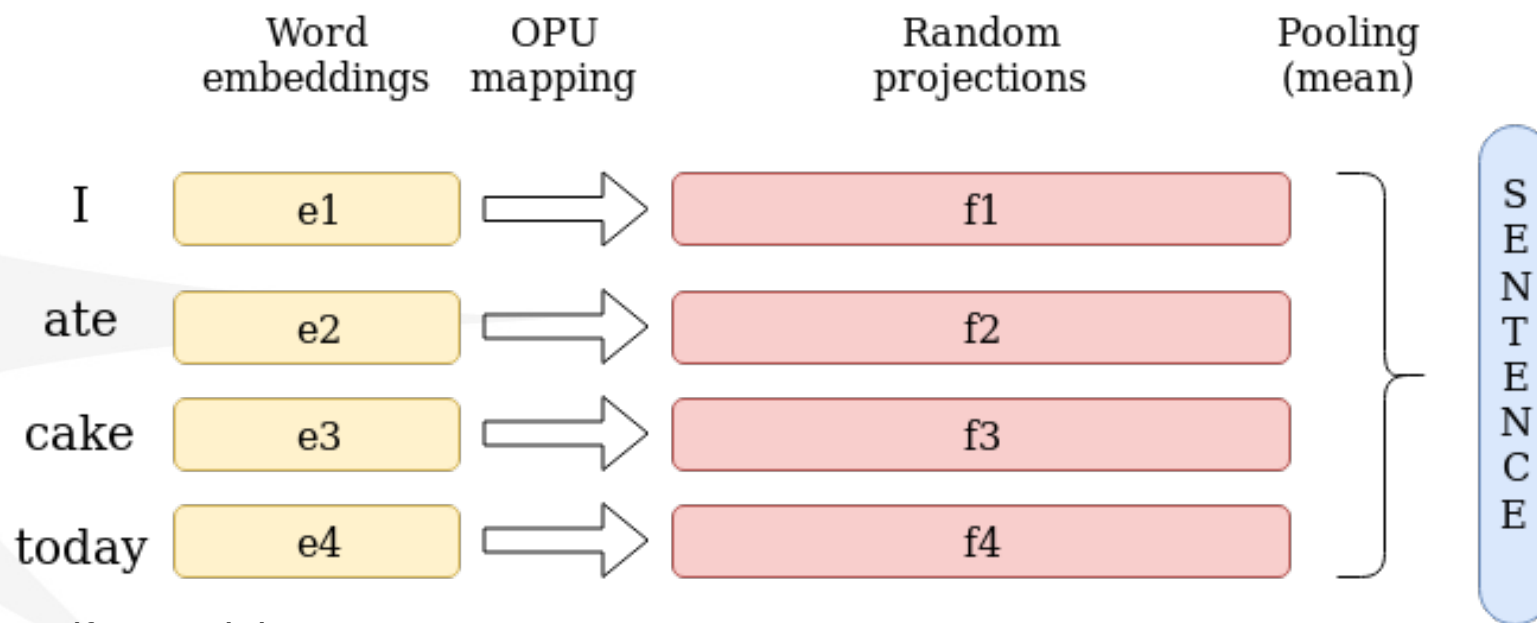 Word embeddings
OPU mapping
Random projections
Pooling (mean)
I e1 f1
ate e2 f2
cake e3 f3
today e4 f4
SENTENCE